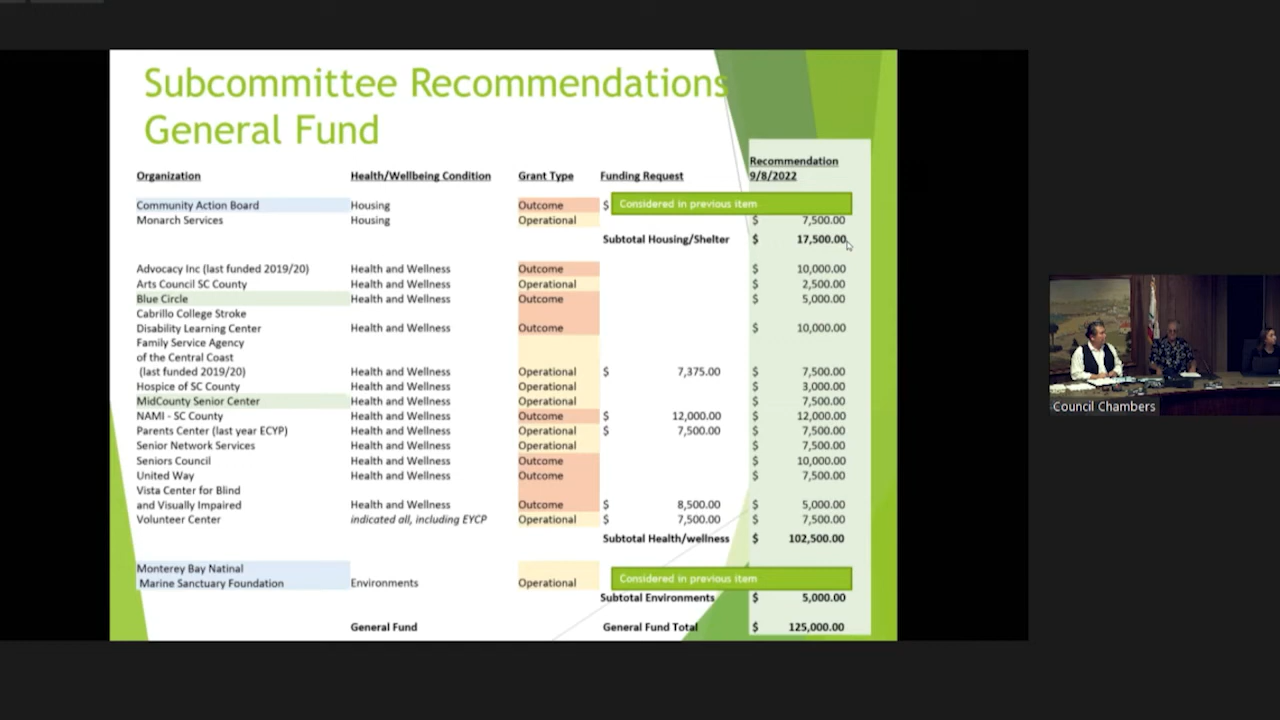 Subcommittee Recommendations
General Fund
Organization Health/Wellbeing Condition Grant Type Funding Request Recommendation 9/8/2022
Community Action Board Housing Outcome $ Considered in previous item
Monarch Services Housing Operational $ 7,500.00
Subtotal Housing/Shelter $ 17,500.00
Advocacy Inc (last funded 2019/20) Health and Wellness Outcome $ 10,000.00
Arts Council SC County Health and Wellness Operational $ 2,500.00
Blue Circle Health and Wellness Outcome $ 5,000.00
Cabrillo College Stroke
Disability Learning Center Health and Wellness Outcome $ 10,000.00
Family Service Agency
of the Central Coast
(last funded 2019/20) Health and Wellness Operational $ 7,375.00 $ 7,500.00
Hospice of SC County Health and Wellness Operational $ 3,000.00
MidCounty Senior Center Health and Wellness Operational $ 7,500.00
NAMI - SC County Health and Wellness Outcome $ 12,000.00 $ 12,000.00
Parents Center (last year ECYP) Health and Wellness Operational $ 7,500.00 $ 7,500.00
Senior Network Services Health and Wellness Operational $ 7,500.00
Seniors Council Health and Wellness Outcome $ 10,000.00
United Way Health and Wellness Outcome $ 7,500.00
Vista Center for Blind
and Visually Impaired Health and Wellness Outcome $ 8,500.00 $ 5,000.00
Volunteer Center indicated all, including EYCP Operational $ 7,500.00 $ 7,500.00
Subtotal Health/wellness $ 102,500.00
Monterey Bay Natinal
Marine Sanctuary Foundation Environments Operational Considered in previous item
Subtotal Environments $ 5,000.00
General Fund General Fund Total $ 125,000.00
Council Chambers